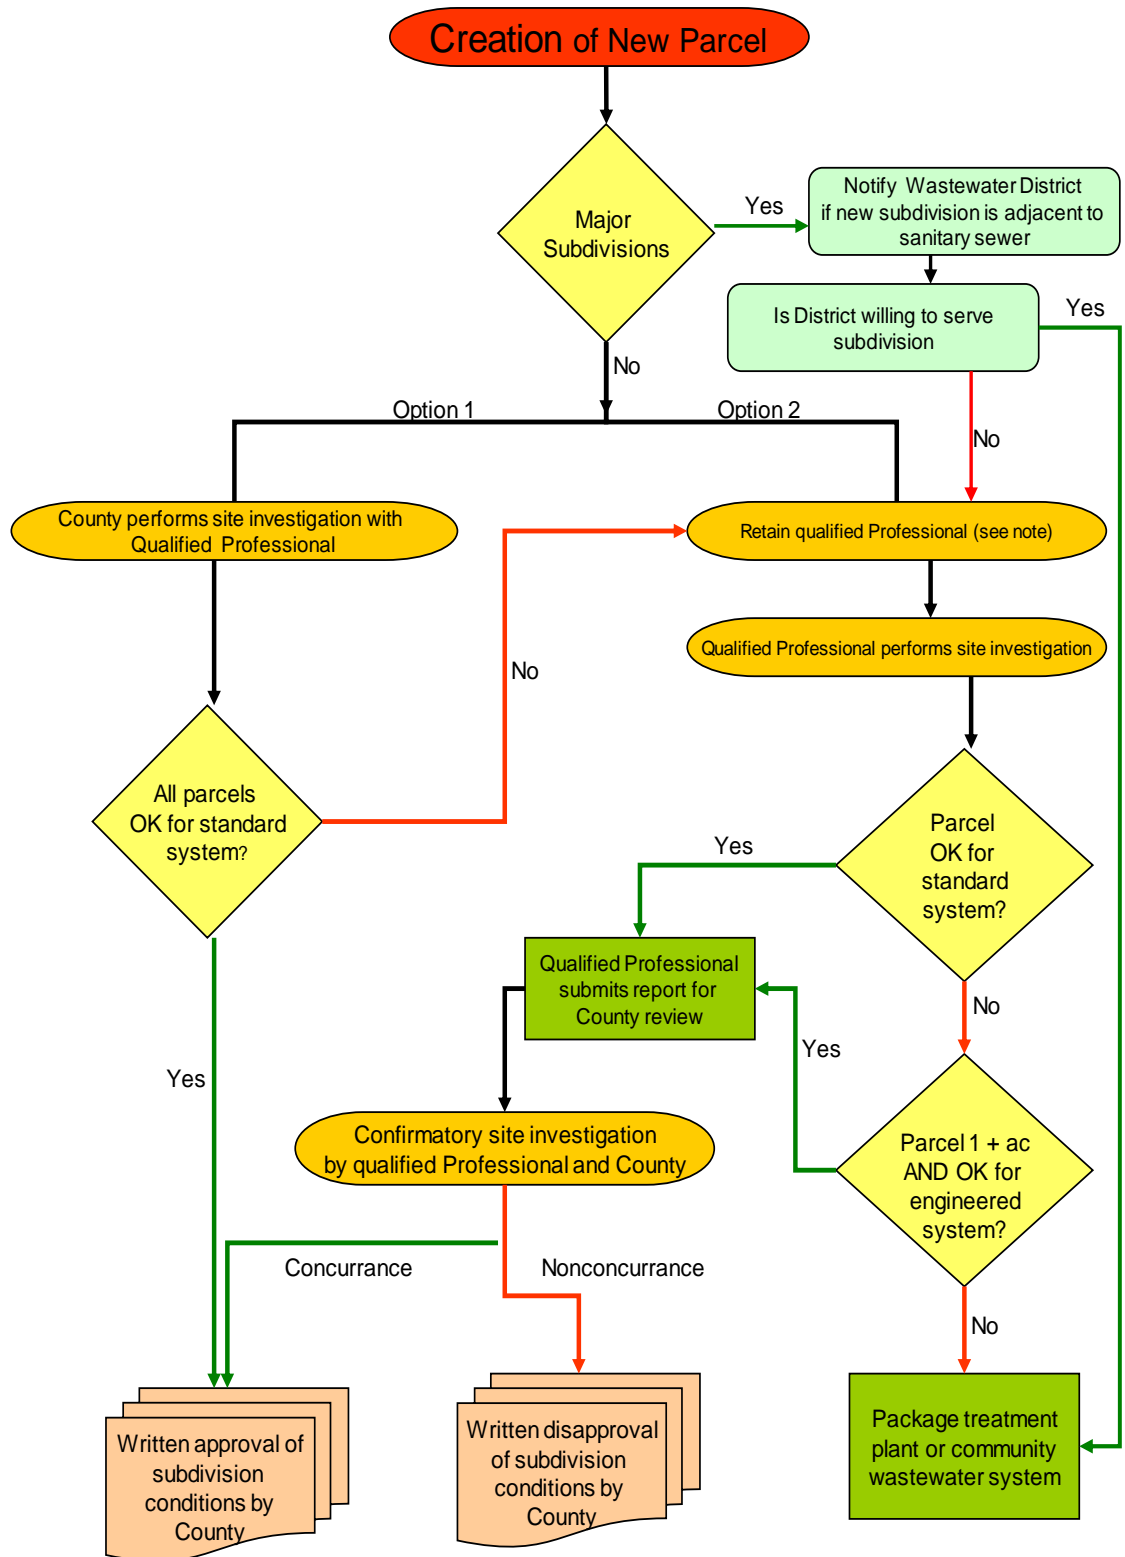 Creation of New Parcel
Major
Subdivisions
Yes
Notify Wastewater District
if new subdivision is adjacent to
sanitary sewer
Is District willing to serve
subdivision
Yes
No
Option 1
Option 2
No
County performs site investigation with
Qualified Professional
Retain qualified Professional (see note)
Qualified Professional performs site investigation
No
All parcels
OK for standard
system?
Parcel
OK for
standard
system?
Yes
Qualified Professional
submits report for
County review
No
Yes
Yes
Confirmatory site investigation
by qualified Professional and County
Parcel 1 + ac
AND OK for
engineered
system?
Concurrance
Nonconcurrance
No
Written approval of
subdivision
conditions by
County
Written disapproval
of subdivision
conditions by
County
Package treatment
plant or community
wastewater system